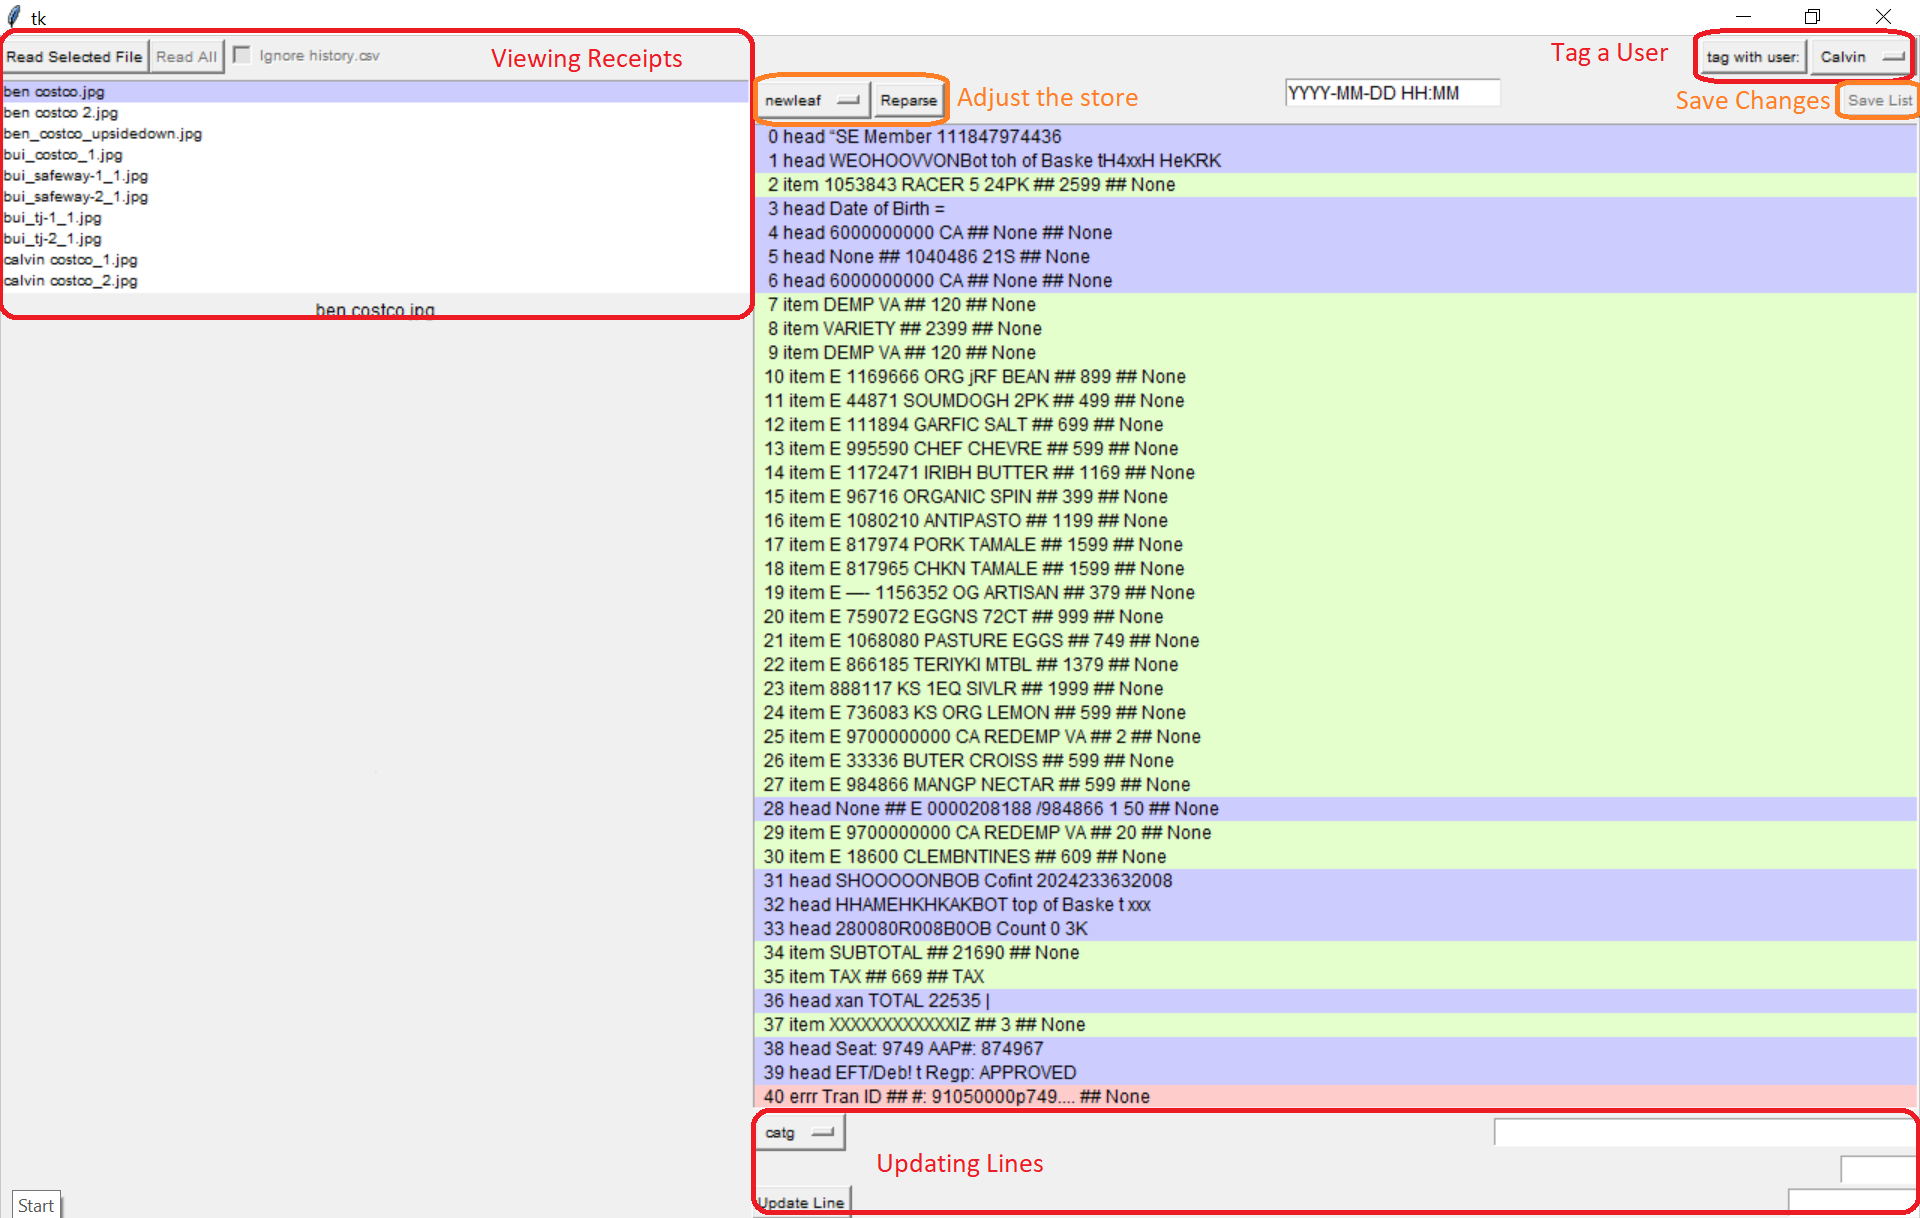 tk
Read Selected File Read All Ignore history.csv Viewing Receipts
Tag a User tag with user: Calvin
ben costco.jpg
ben costco 2.jpg
ben_costco_upsidedown.jpg
bui_costco_1.jpg
bui_safeway-1_1.jpg
bui_safeway-2_1.jpg
bui_tj-1_1.jpg
bui_tj-2_1.jpg
calvin costco_1.jpg
calvin costco_2.jpg
ben costco.jpg
newleaf Reparse Adjust the store YYYY-MM-DD HH:MM Save Changes Save List
0 head “SE Member 111847974436
1 head WEOHOOVVONBot toh of Baske tH4xxH HeKRK
2 item 1053843 RACER 5 24PK ## 2599 ## None
3 head Date of Birth =
4 head 6000000000 CA ## None ## None
5 head None ## 1040486 21S ## None
6 head 6000000000 CA ## None ## None
7 item DEMP VA ## 120 ## None
8 item VARIETY ## 2399 ## None
9 item DEMP VA ## 120 ## None
10 item E 1169666 ORG jRF BEAN ## 899 ## None
11 item E 44871 SOUMDOGH 2PK ## 499 ## None
12 item E 111894 GARFIC SALT ## 699 ## None
13 item E 995590 CHEF CHEVRE ## 599 ## None
14 item E 1172471 IRIBH BUTTER ## 1169 ## None
15 item E 96716 ORGANIC SPIN ## 399 ## None
16 item E 1080210 ANTIPASTO ## 1199 ## None
17 item E 817974 PORK TAMALE ## 1599 ## None
18 item E 817965 CHKN TAMALE ## 1599 ## None
19 item E —- 1156352 OG ARTISAN ## 379 ## None
20 item E 759072 EGGNS 72CT ## 999 ## None
21 item E 1068080 PASTURE EGGS ## 749 ## None
22 item E 866185 TERIYKI MTBL ## 1379 ## None
23 item 888117 KS 1EQ SIVLR ## 1999 ## None
24 item E 736083 KS ORG LEMON ## 599 ## None
25 item E 9700000000 CA REDEMP VA ## 2 ## None
26 item E 33336 BUTER CROISS ## 599 ## None
27 item E 984866 MANGP NECTAR ## 599 ## None
28 head None ## E 0000208188 /984866 1 50 ## None
29 item E 9700000000 CA REDEMP VA ## 20 ## None
30 item E 18600 CLEMBNTINES ## 609 ## None
31 head SHOOOOONBOB Cofint 2024233632008
32 head HHAMEHKHKAKBOT top of Baske t xxx
33 head 280080R008B0OB Count 0 3K
34 item SUBTOTAL ## 21690 ## None
35 item TAX ## 669 ## TAX
36 head xan TOTAL 22535 |
37 item XXXXXXXXXXXXIZ ## 3 ## None
38 head Seat: 9749 AAP#: 874967
39 head EFT/Deb! t Regp: APPROVED
40 errr Tran ID ## #: 91050000p749.... ## None
catg
Updating Lines
Update Line
Start